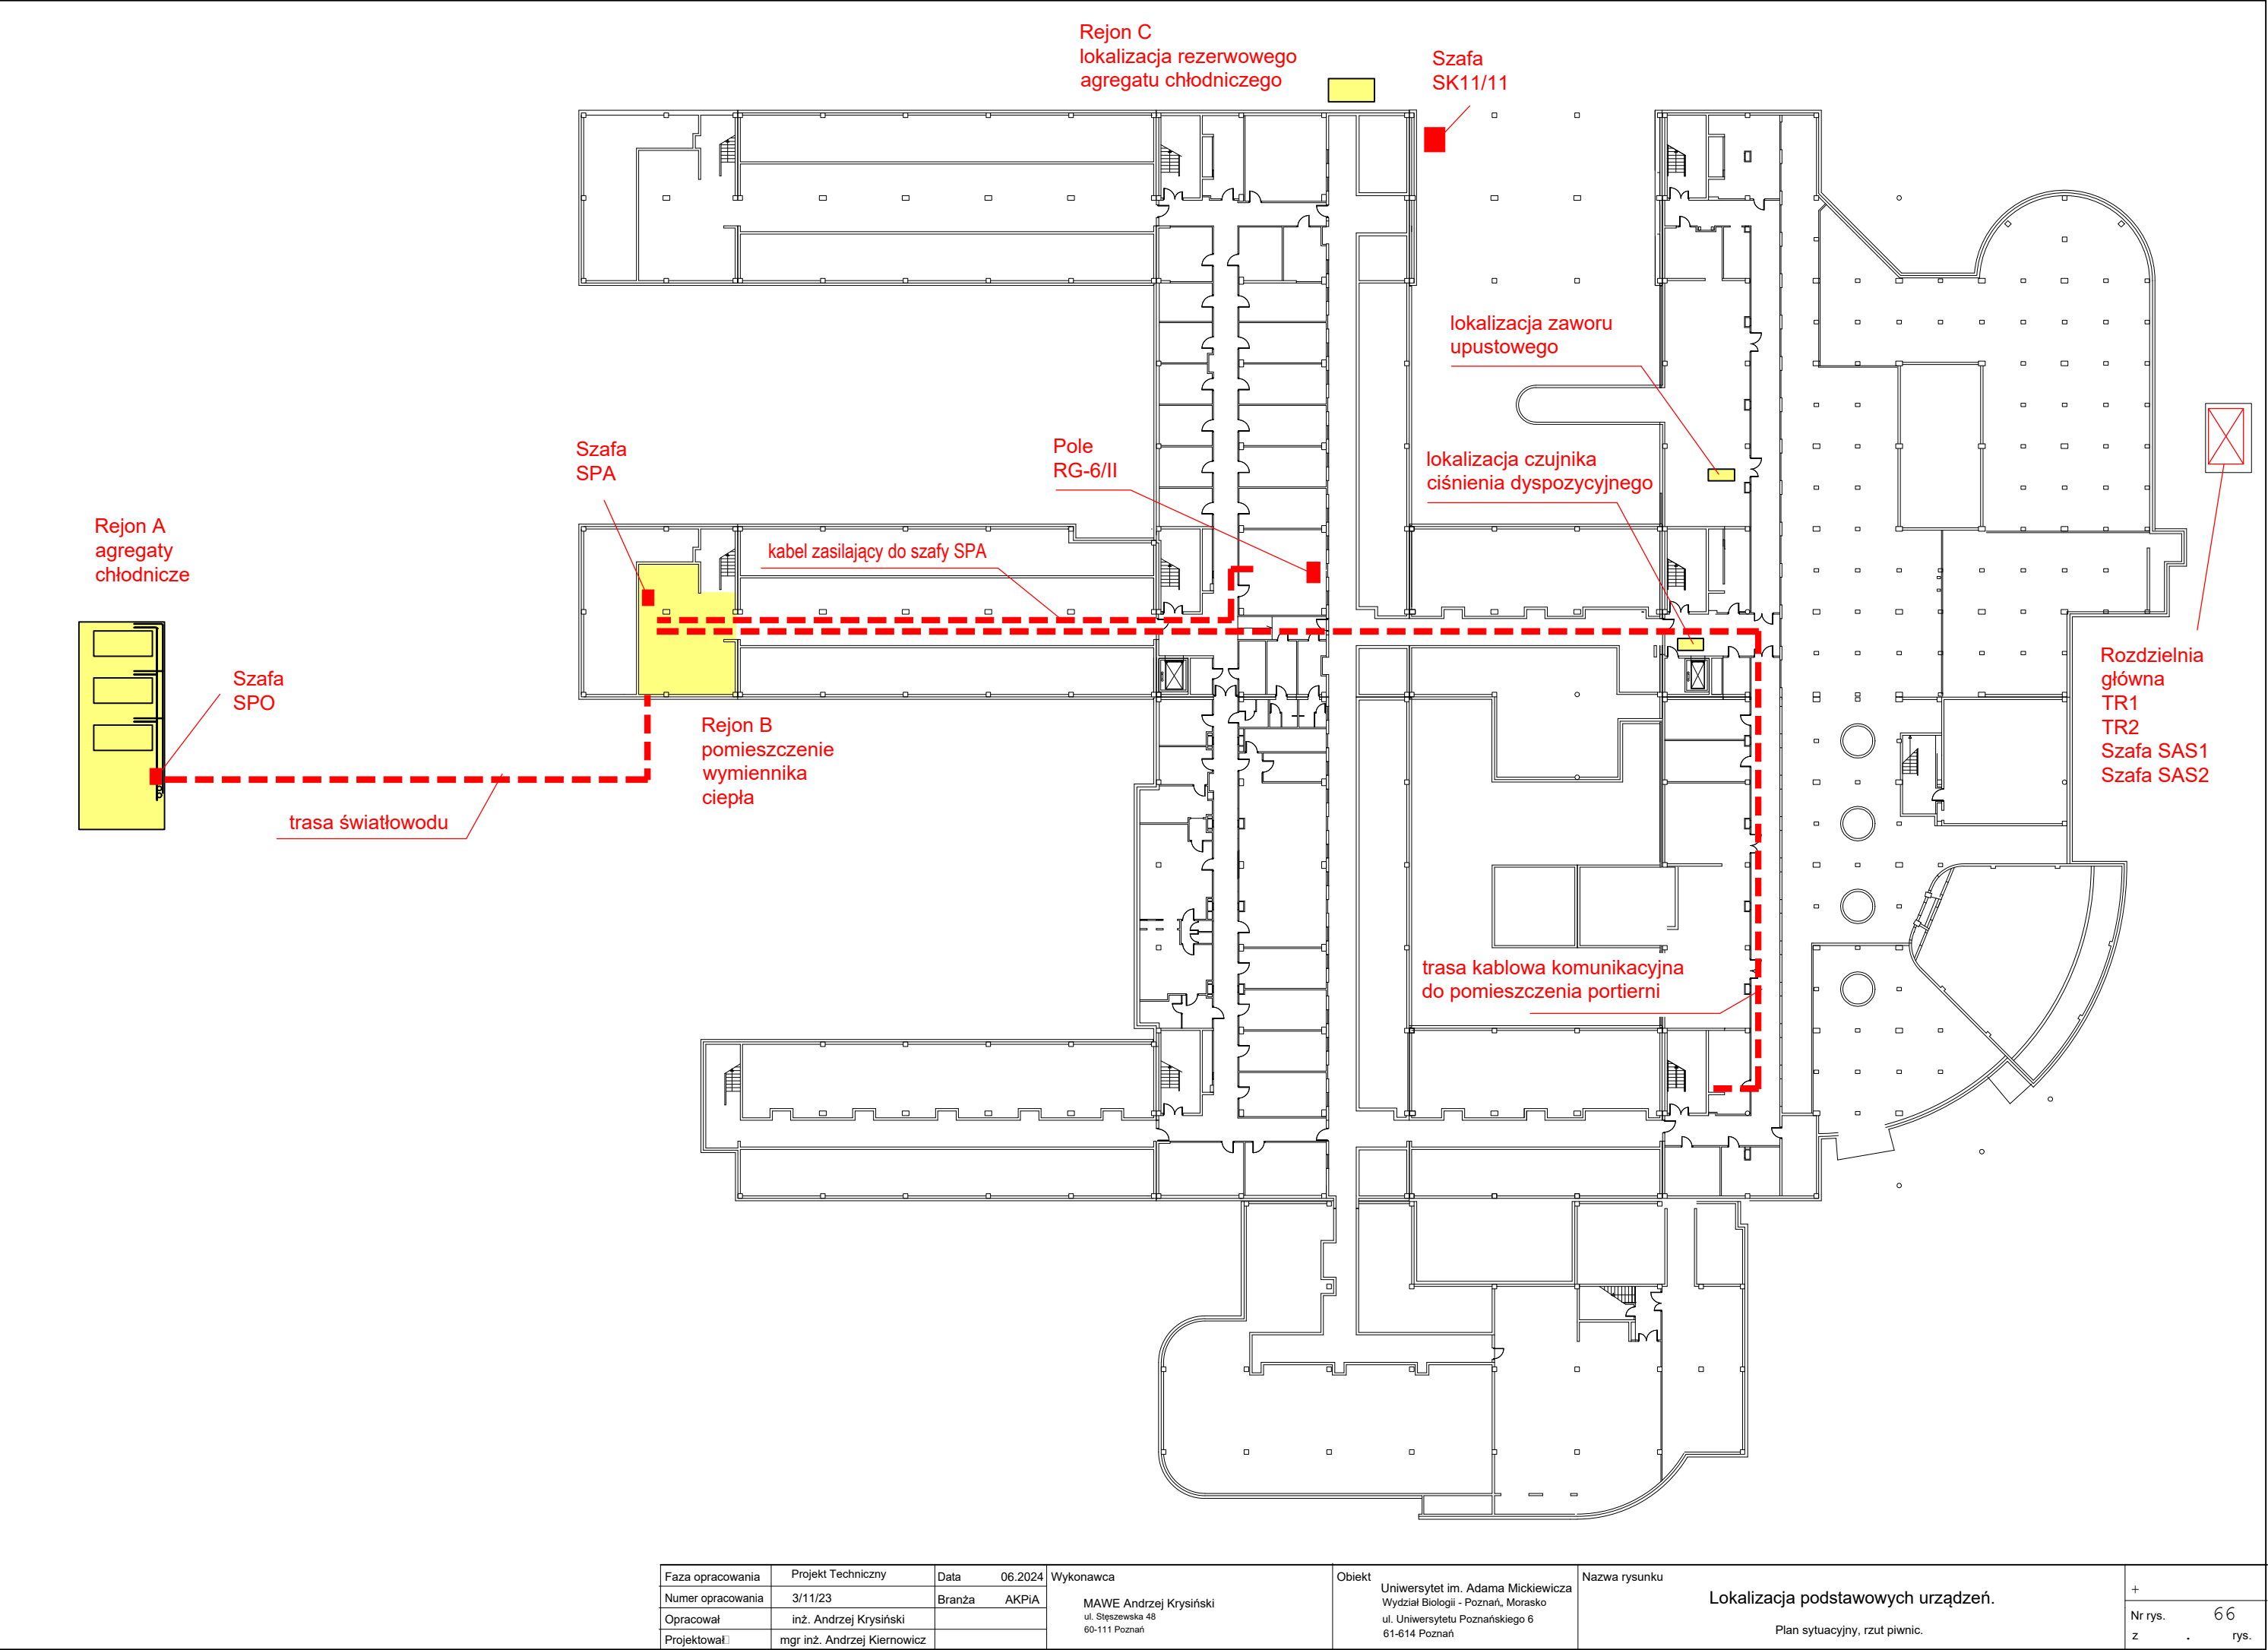 Rejon C
lokalizacja rezerwowego
agregatu chłodniczego
Szafa
SK11/11
lokalizacja zaworu
upustowego
Szafa
SPA
Pole
RG-6/II
lokalizacja czujnika
ciśnienia dyspozycyjnego
Rejon A
agregaty
chłodnicze
kabel zasilający do szafy SPA
Szafa
SPO
Rejon B
pomieszczenie
wymiennika
ciepła
Rozdzielnia
główna
TR1
TR2
Szafa SAS1
Szafa SAS2
trasa światłowodu
trasa kablowa komunikacyjna
do pomieszczenia portierni
Faza opracowania Projekt Techniczny Data 06.2024
Numer opracowania 3/11/23 Branża AKPiA
Opracował inż. Andrzej Krysiński
Projektował mgr inż. Andrzej Kiernowicz
Wykonawca
MAWE Andrzej Krysiński
ul. Stęszewska 48
60-111 Poznań
Obiekt
Uniwersytet im. Adama Mickiewicza
Wydział Biologii - Poznań, Morasko
ul. Uniwersytetu Poznańskiego 6
61-614 Poznań
Nazwa rysunku
Lokalizacja podstawowych urządzeń.
Plan sytuacyjny, rzut piwnic.
+
Nr rys. 66
z . rys.